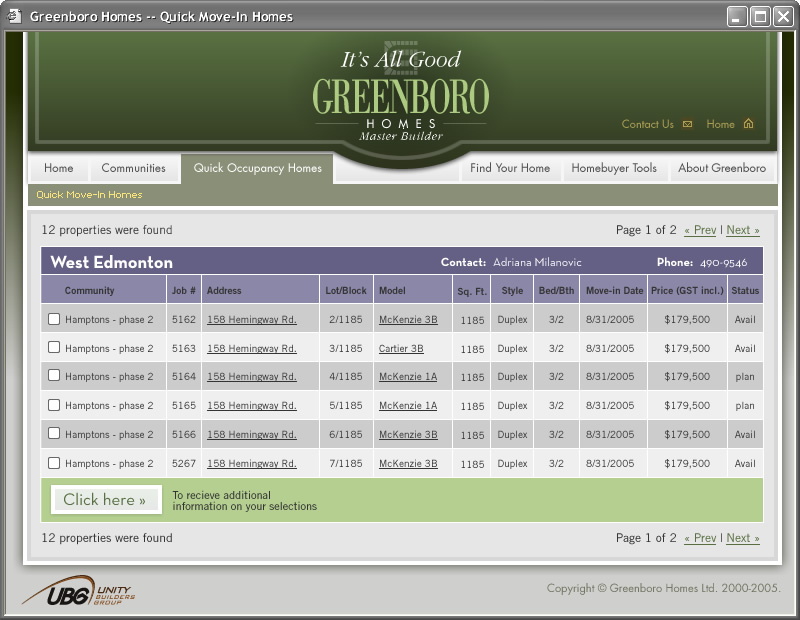 Greenboro Homes -- Quick Move-In Homes
It's All Good
GREENBORO
HOMES
Master Builder
Contact Us Home
Home Communities Quick Occupancy Homes Find Your Home Homebuyer Tools About Greenboro
Quick Move-In Homes
12 properties were found Page 1 of 2 « Prev | Next »
West Edmonton Contact: Adriana Milanovic Phone: 490-9546
Community Job # Address Lot/Block Model Sq. Ft. Style Bed/Bth Move-in Date Price (GST incl.) Status
Hamptons - phase 2 5162 158 Hemingway Rd. 2/1185 McKenzie 3B 1185 Duplex 3/2 8/31/2005 $179,500 Avail
Hamptons - phase 2 5163 158 Hemingway Rd. 3/1185 Cartier 3B 1185 Duplex 3/2 8/31/2005 $179,500 Avail
Hamptons - phase 2 5164 158 Hemingway Rd. 4/1185 McKenzie 1A 1185 Duplex 3/2 8/31/2005 $179,500 plan
Hamptons - phase 2 5165 158 Hemingway Rd. 5/1185 McKenzie 1A 1185 Duplex 3/2 8/31/2005 $179,500 plan
Hamptons - phase 2 5166 158 Hemingway Rd. 6/1185 McKenzie 3B 1185 Duplex 3/2 8/31/2005 $179,500 Avail
Hamptons - phase 2 5267 158 Hemingway Rd. 7/1185 McKenzie 3B 1185 Duplex 3/2 8/31/2005 $179,500 Avail
Click here » To recieve additional
information on your selections
12 properties were found Page 1 of 2 « Prev | Next »
UBG UNITY
BUILDERS
GROUP
Copyright © Greenboro Homes Ltd. 2000-2005.